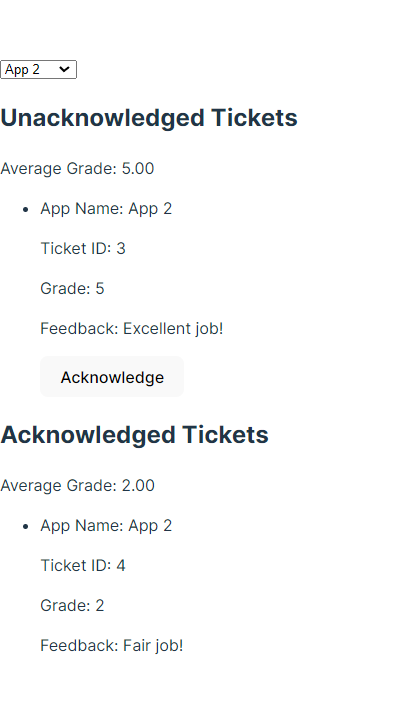 App 2
Unacknowledged Tickets
Average Grade: 5.00
App Name: App 2
Ticket ID: 3
Grade: 5
Feedback: Excellent job!
Acknowledge
Acknowledged Tickets
Average Grade: 2.00
App Name: App 2
Ticket ID: 4
Grade: 2
Feedback: Fair job!